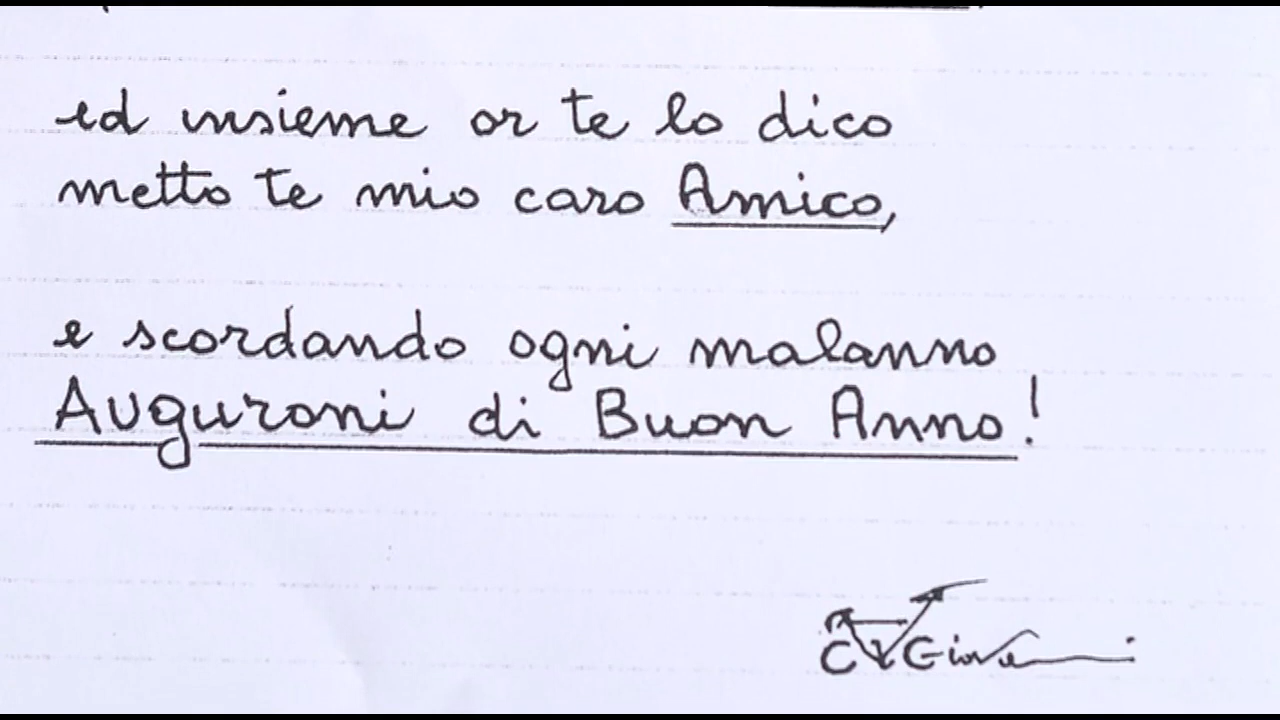 ed insieme or te lo dico
metto te mio caro Amico,
e scordando ogni malanno
Auguroni di Buon Anno!